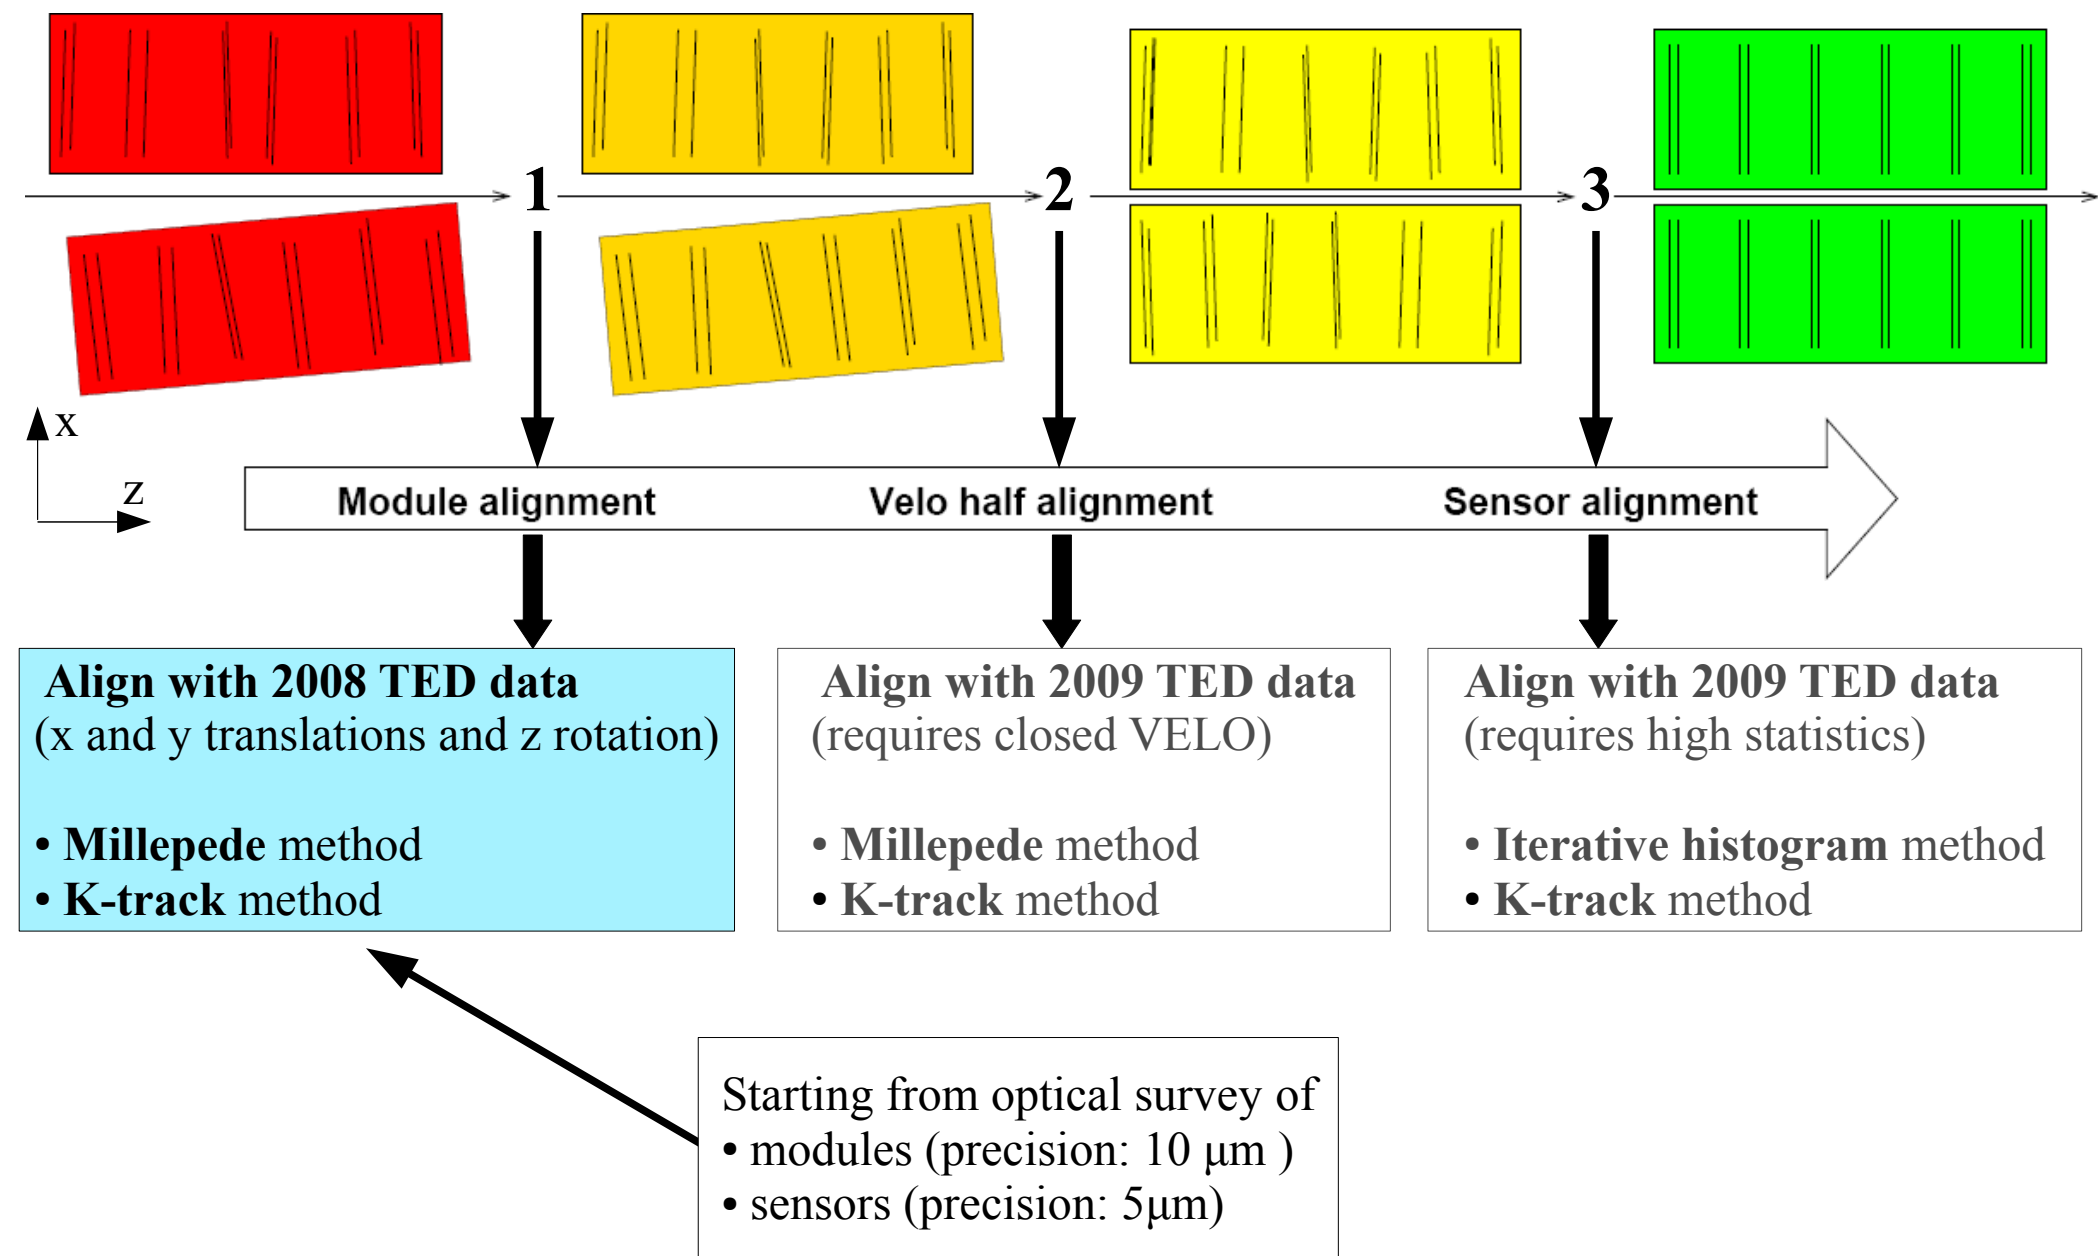 1
2
3
x
z
Module alignment
Velo half alignment
Sensor alignment
Align with 2008 TED data
(x and y translations and z rotation)
• Millepede method
• K-track method
Align with 2009 TED data
(requires closed VELO)
• Millepede method
• K-track method
Align with 2009 TED data
(requires high statistics)
• Iterative histogram method
• K-track method
Starting from optical survey of
• modules (precision: 10 μm )
• sensors (precision: 5μm)